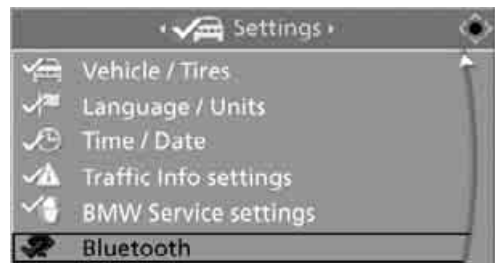 Settings
Vehicle / Tires
Language / Units
Time / Date
Traffic Info settings
BMW Service settings
Bluetooth